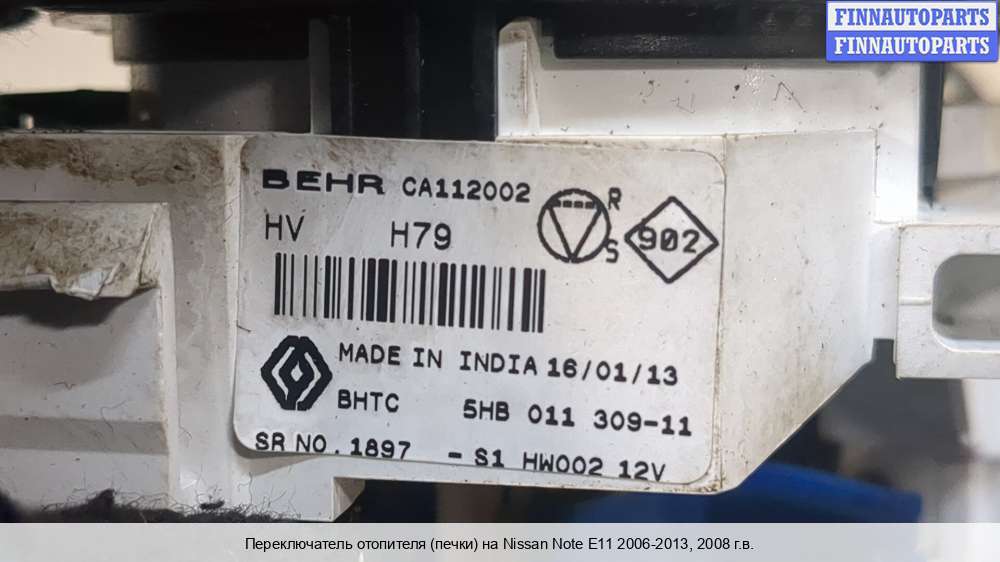 FINNAUTOPARTS
FINNAUTOPARTS
BEHR CA112002
HV H79
R
S
902
MADE IN INDIA 16/01/13
BHTC 5HB 011 309-11
SR NO. 1897 - S1 HW002 12V
Переключатель отопителя (печки) на Nissan Note E11 2006-2013, 2008 г.в.